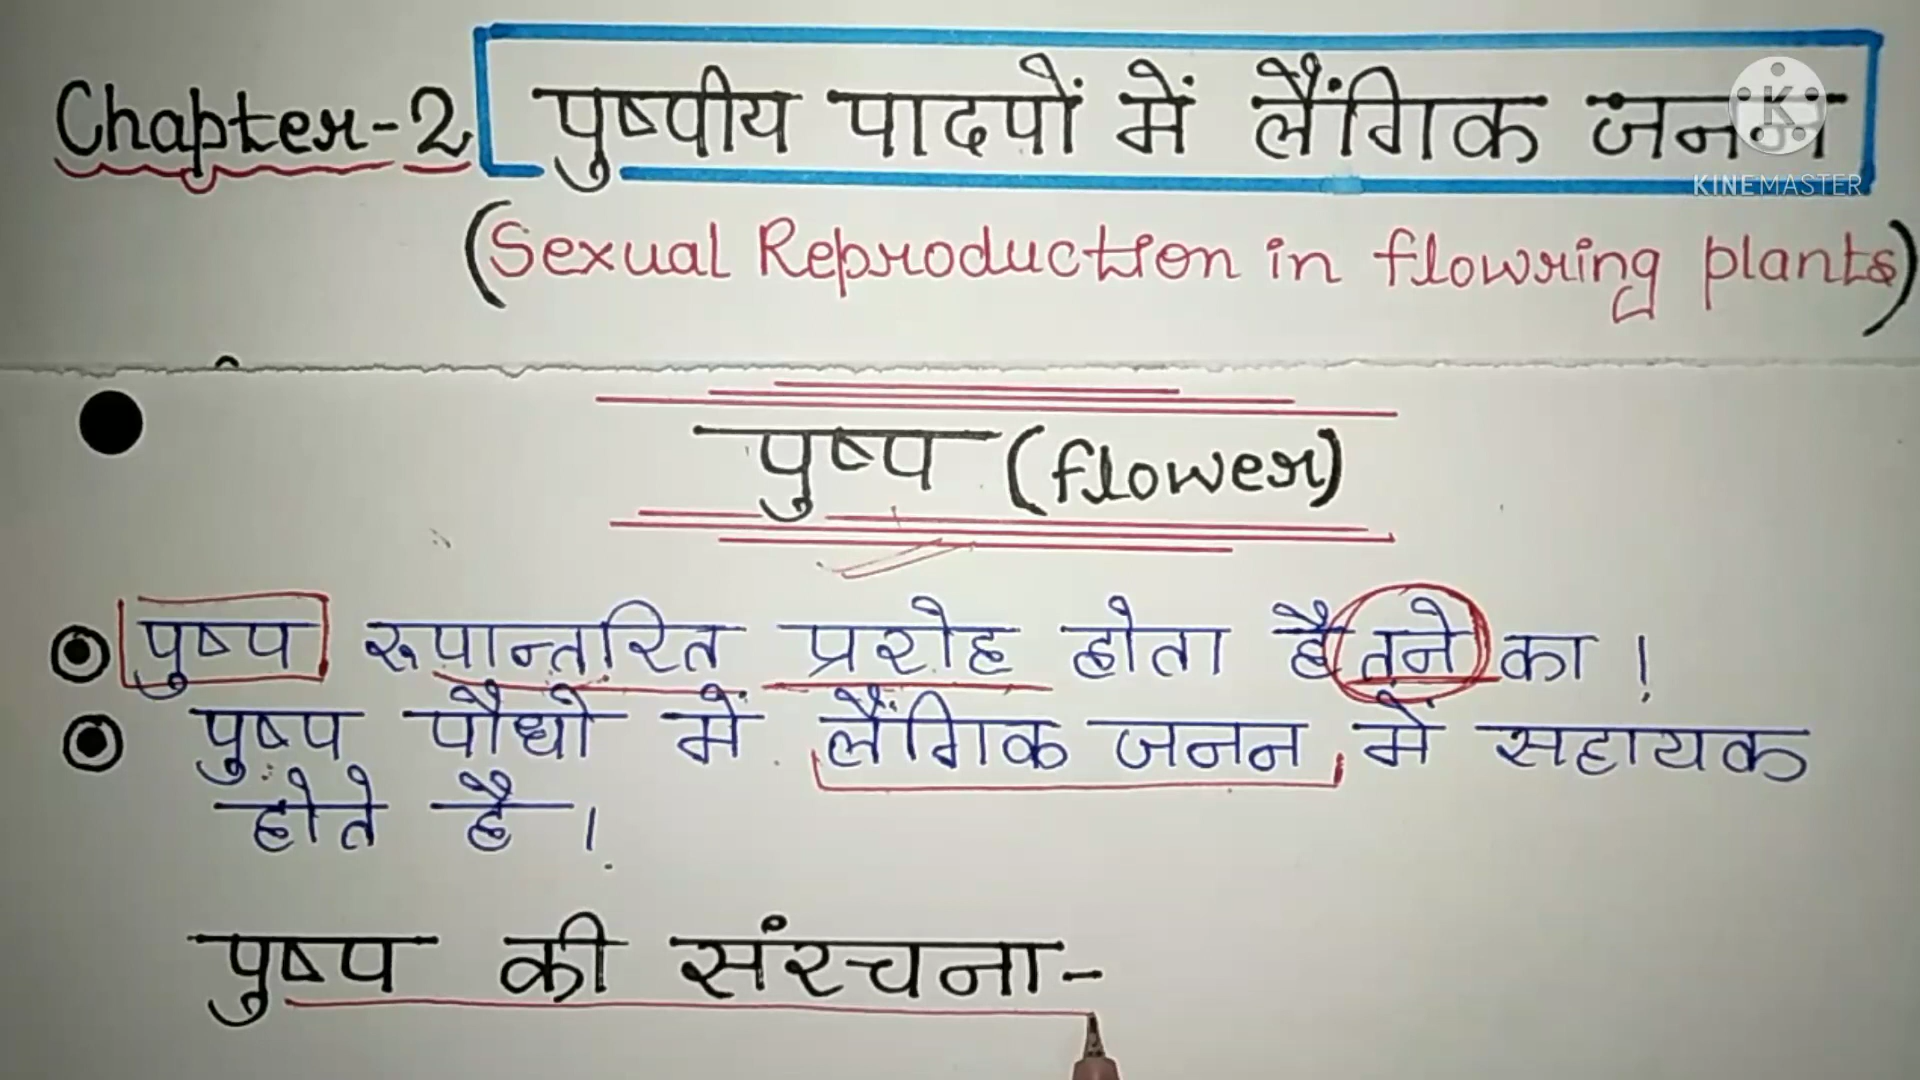 Chapter-2 पुष्पीय पादपों में लैंगिक जनन
(Sexual Reproduction in flowring plants)
पुष्प (flower)
पुष्प रूपान्तरित प्ररोह होता है तने का ।
पुष्प पौधो में लैंगिक जनन में सहायक
होते है ।
पुष्प की संरचना-
K
KINEMASTER